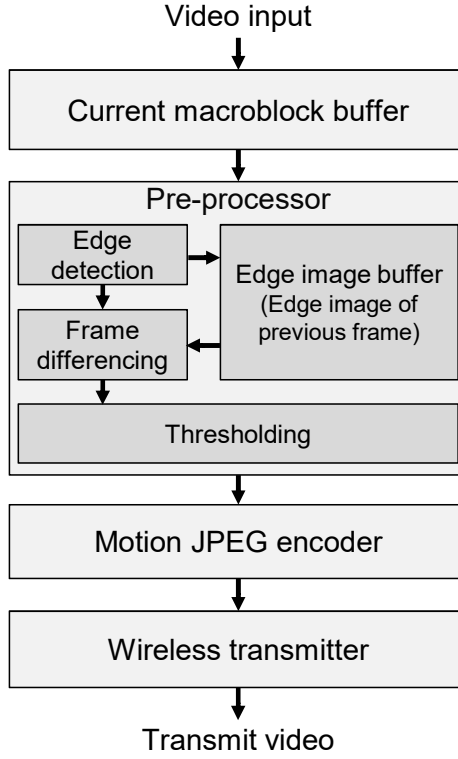 Video input
Current macroblock buffer
Pre-processor
Edge
detection
Edge image buffer
(Edge image of
previous frame)
Frame
differencing
Thresholding
Motion JPEG encoder
Wireless transmitter
Transmit video